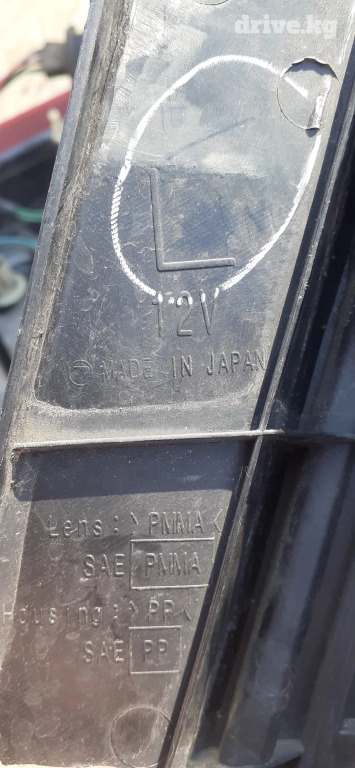 drive.kg
L
12V
MADE IN JAPAN
Lens: >PMMA<
SAE PMMA
Housing: >PP<
SAE PP